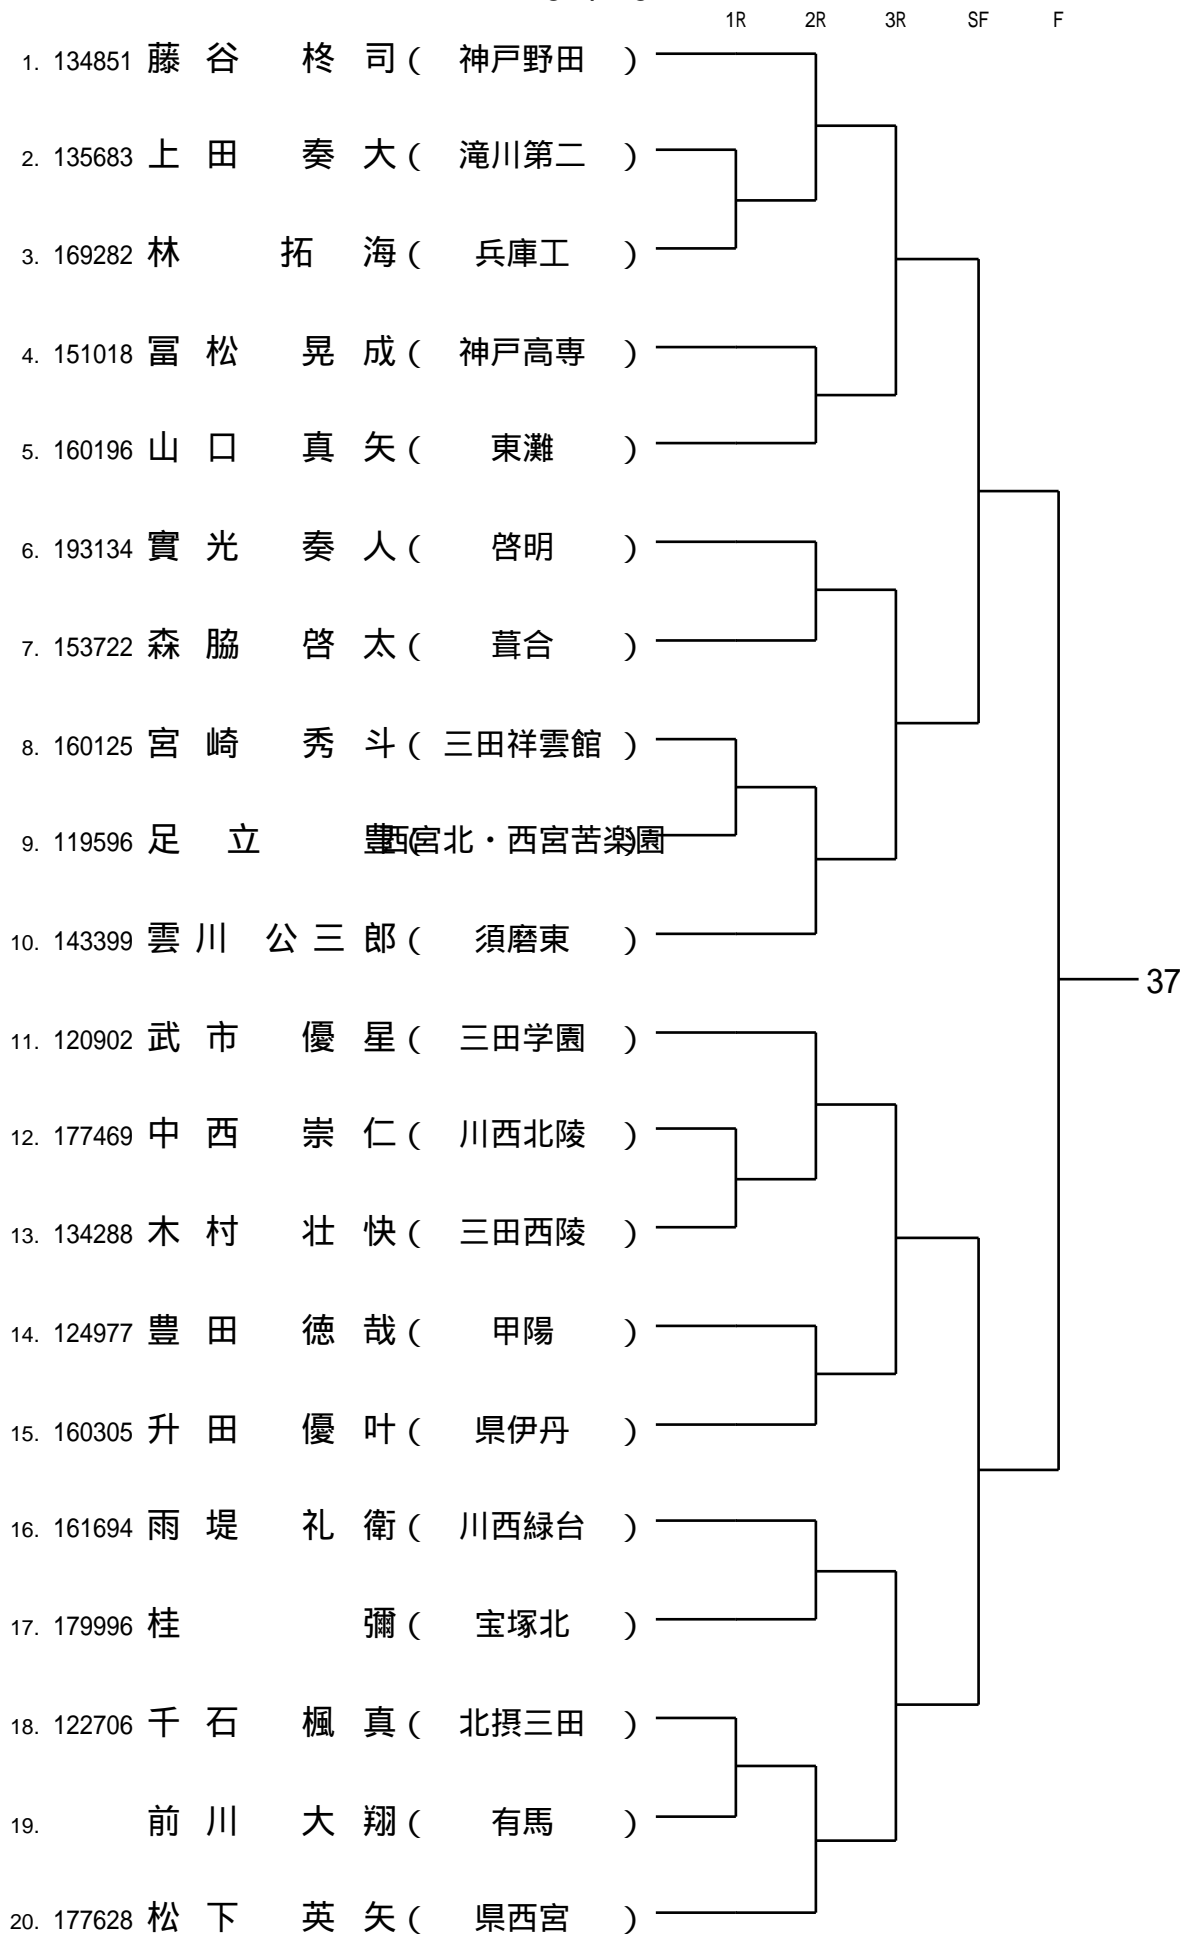 1R 2R 3R SF F
1. 134851 藤谷 柊司 ( 神戸野田 )
2. 135683 上田 奏大 ( 滝川第二 )
3. 169282 林 拓海 ( 兵庫工 )
4. 151018 冨松 晃成 ( 神戸高専 )
5. 160196 山口 真矢 ( 東灘 )
6. 193134 實光 奏人 ( 啓明 )
7. 153722 森脇 啓太 ( 葺合 )
8. 160125 宮崎 秀斗 ( 三田祥雲館 )
9. 119596 足立 豊 ( 西宮北・西宮苦楽園 )
10. 143399 雲川 公三郎 ( 須磨東 )
37
11. 120902 武市 優星 ( 三田学園 )
12. 177469 中西 崇仁 ( 川西北陵 )
13. 134288 木村 壮快 ( 三田西陵 )
14. 124977 豊田 徳哉 ( 甲陽 )
15. 160305 升田 優叶 ( 県伊丹 )
16. 161694 雨堤 礼衛 ( 川西緑台 )
17. 179996 桂 彌 ( 宝塚北 )
18. 122706 千石 楓真 ( 北摂三田 )
19. 前川 大翔 ( 有馬 )
20. 177628 松下 英矢 ( 県西宮 )